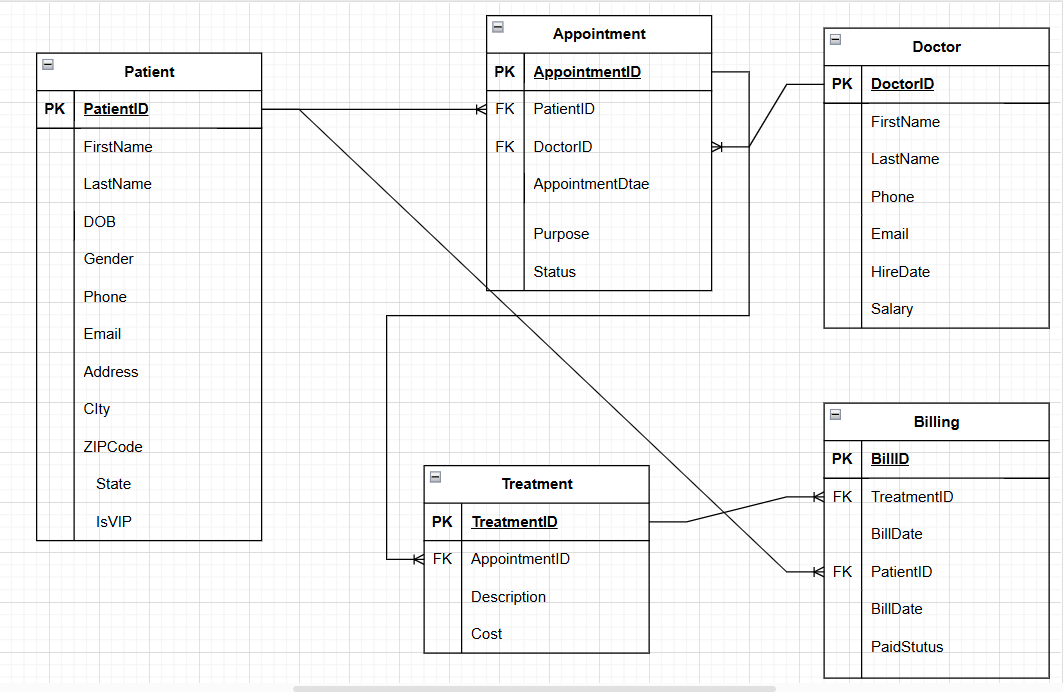 Patient
PK PatientID
FirstName
LastName
DOB
Gender
Phone
Email
Address
CIty
ZIPCode
State
IsVIP
Appointment
PK AppointmentID
FK PatientID
FK DoctorID
AppointmentDtae
Purpose
Status
Doctor
PK DoctorID
FirstName
LastName
Phone
Email
HireDate
Salary
Treatment
PK TreatmentID
FK AppointmentID
Description
Cost
Billing
PK BillID
FK TreatmentID
BillDate
FK PatientID
BillDate
PaidStutus